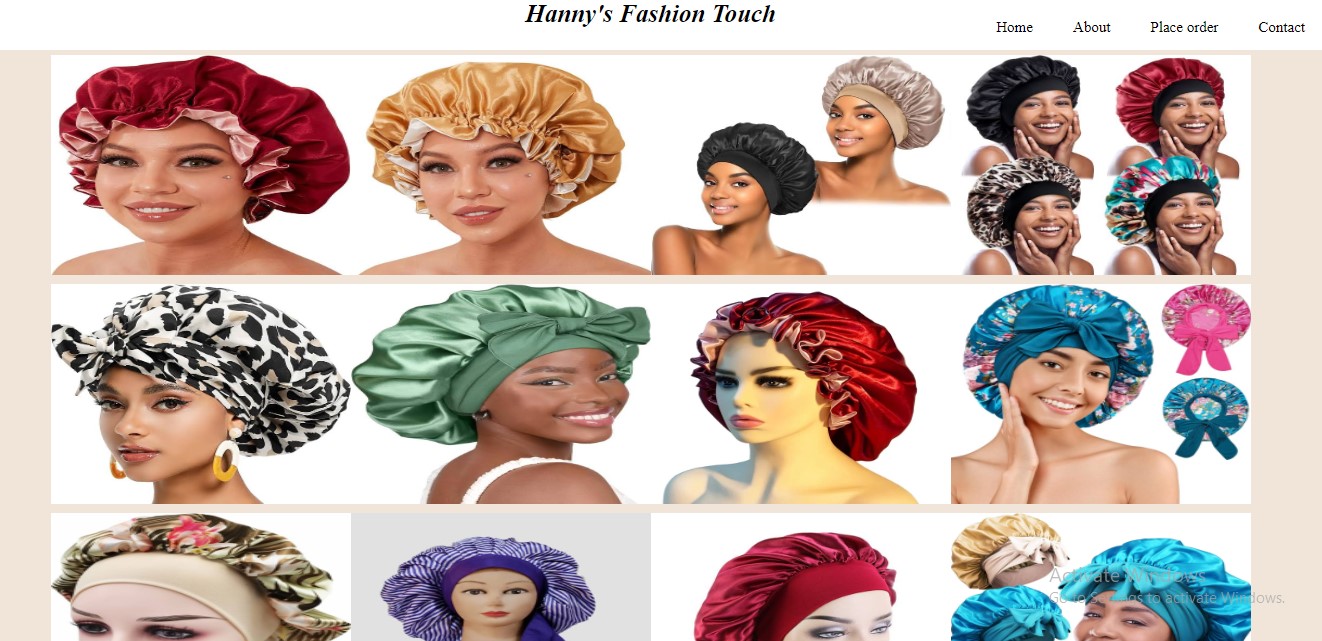 Hanny's Fashion Touch
Home About Place order Contact
Activate Windows
Go to Settings to activate Windows.